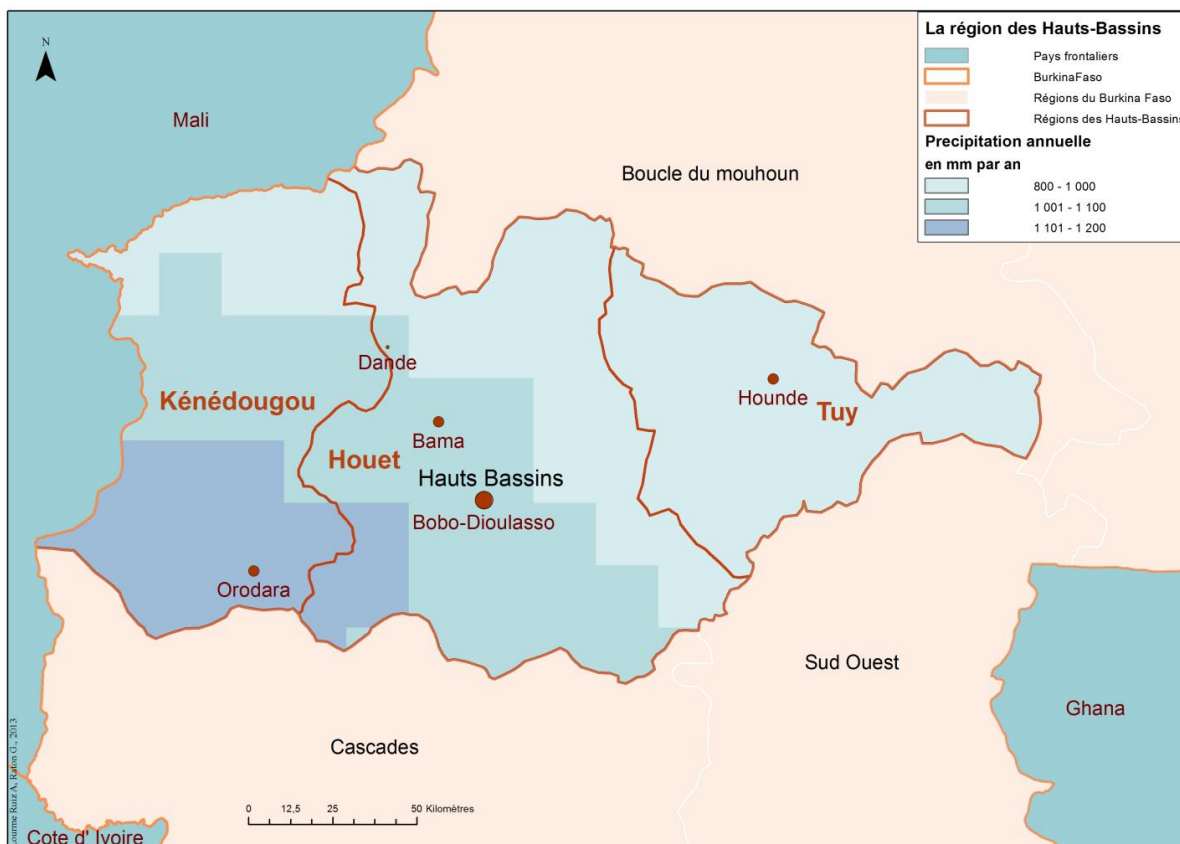 La région des Hauts-Bassins
Pays frontaliers
BurkinaFaso
Régions du Burkina Faso
Régions des Hauts-Bassins
Precipitation annuelle
en mm par an
800 - 1 000
1 001 - 1 100
1 101 - 1 200
N
Mali
Boucle du mouhoun
Dande
Kénédougou
Hounde
Tuy
Bama
Houet
Hauts Bassins
Bobo-Dioulasso
Orodara
Sud Ouest
Ghana
Cascades
0 12,5 25 50 Kilomètres
Cote d' Ivoire
Ruiz A, Raton G., 2013